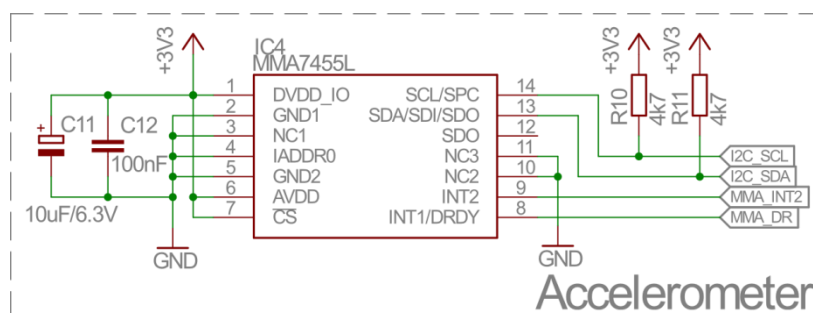 +3V3
IC4
MMA7455L
+3V3
+3V3
1 DVDD_IO SCL/SPC 14
2 GND1 SDA/SDI/SDO 13
3 NC1 SDO 12
4 IADDR0 NC3 11
5 GND2 NC2 10
6 AVDD INT2 9
7 CS INT1/DRDY 8
+
C11
10uF/6.3V
C12
100nF
R10
4k7
R11
4k7
I2C_SCL
I2C_SDA
MMA_INT2
MMA_DR
GND
GND
Accelerometer